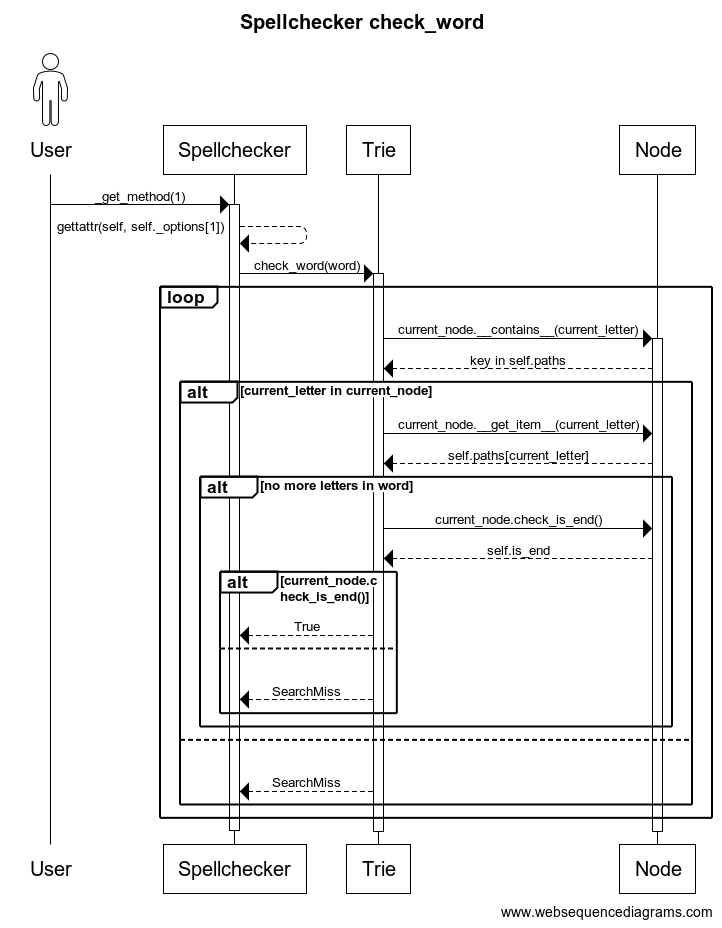 Spellchecker check_word
User
Spellchecker
Trie
Node
_get_method(1)
gettattr(self, self._options[1])
check_word(word)
loop
current_node.__contains__(current_letter)
key in self.paths
alt
[current_letter in current_node]
current_node.__get_item__(current_letter)
self.paths[current_letter]
alt
[no more letters in word]
current_node.check_is_end()
self.is_end
alt
[current_node.c
heck_is_end()]
True
SearchMiss
SearchMiss
User
Spellchecker
Trie
Node
www.websequencediagrams.com